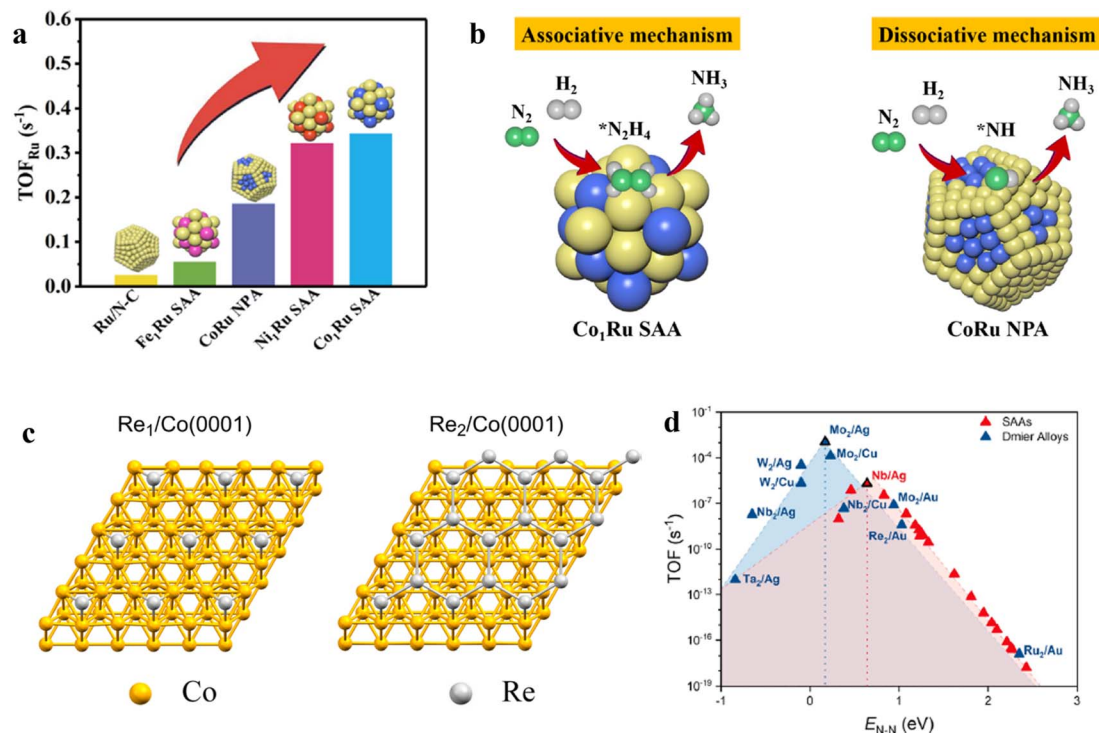 a
TOF_Ru (s⁻¹)
0.6
0.5
0.4
0.3
0.2
0.1
0.0
Ru/N-C
Fe₁Ru SAA
CoRu NPA
Ni₁Ru SAA
Co₁Ru SAA
b
Associative mechanism
N₂
H₂
*N₂H₄
NH₃
Co₁Ru SAA
Dissociative mechanism
N₂
H₂
*NH
NH₃
CoRu NPA
c
Re₁/Co(0001)
Re₂/Co(0001)
Co
Re
d
TOF (s⁻¹)
10⁻¹
10⁻⁴
10⁻⁷
10⁻¹⁰
10⁻¹³
10⁻¹⁶
10⁻¹⁹
SAAs
Dmier Alloys
Mo₂/Ag
Mo₂/Cu
W₂/Ag
W₂/Cu
Nb/Ag
Nb₂/Ag
Nb₂/Cu
Mo₂/Au
Re₂/Au
Ta₂/Ag
Ru₂/Au
-1
0
1
2
3
E_N-N (eV)